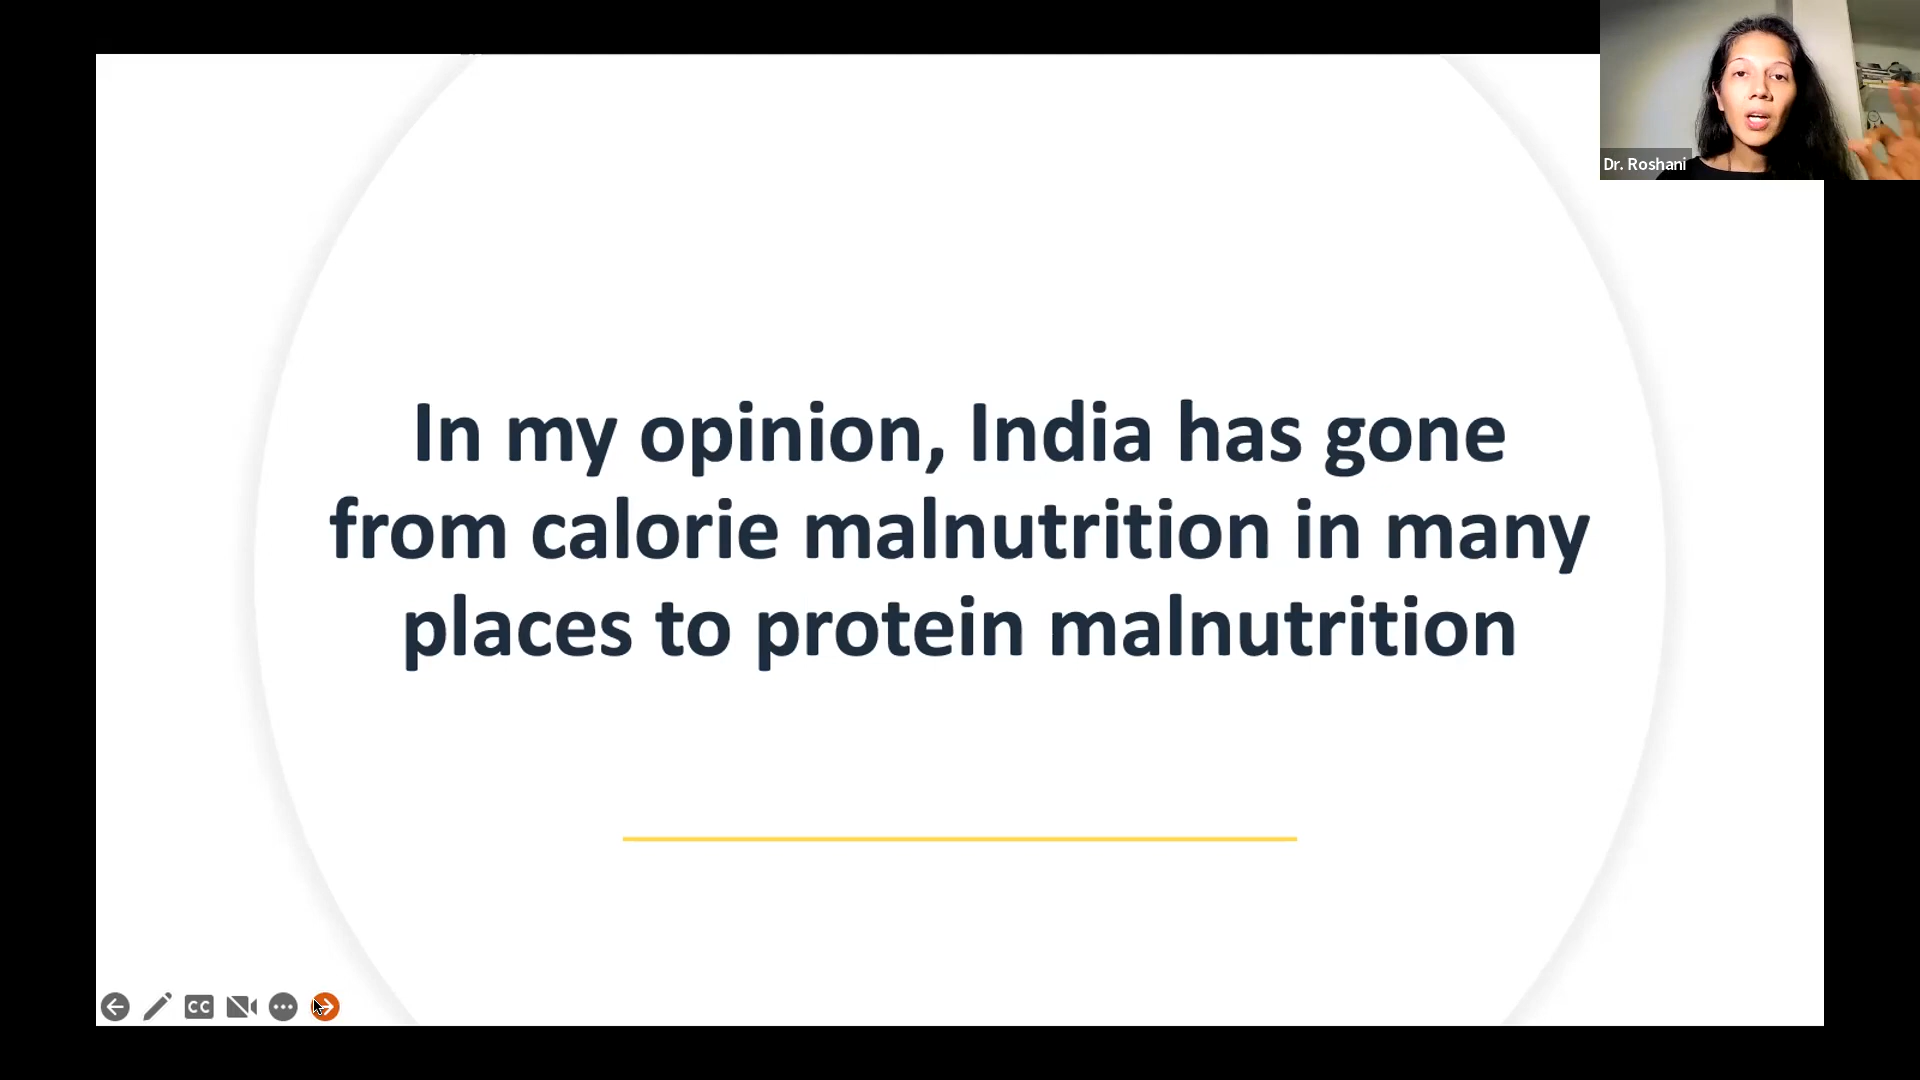 Dr. Roshani
In my opinion, India has gone
from calorie malnutrition in many
places to protein malnutrition
CC